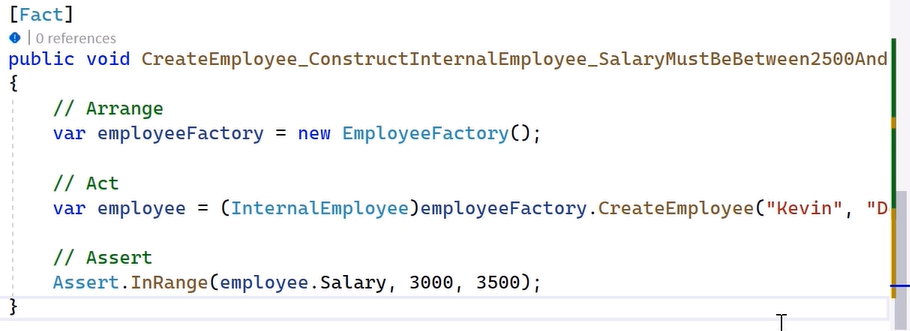 [Fact]
0 references
public void CreateEmployee_ConstructInternalEmployee_SalaryMustBeBetween2500And
{
// Arrange
var employeeFactory = new EmployeeFactory();
// Act
var employee = (InternalEmployee)employeeFactory.CreateEmployee("Kevin", "D
// Assert
Assert.InRange(employee.Salary, 3000, 3500);
}